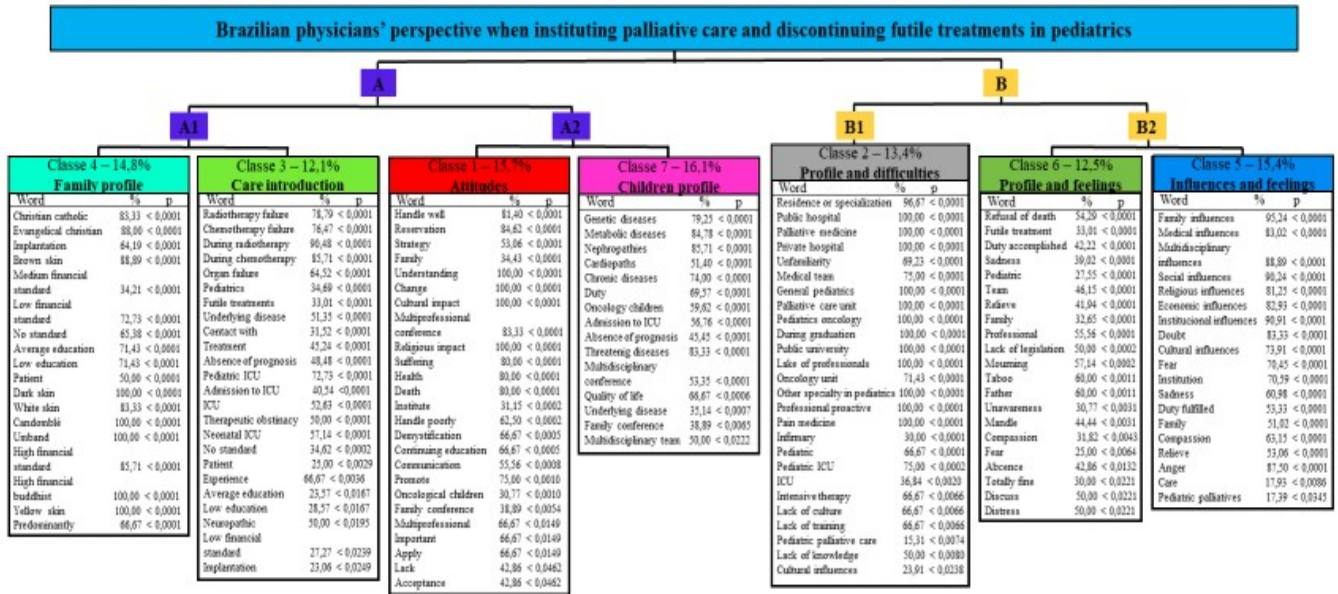 Brazilian physicians' perspective when instituting palliative care and discontinuing futile treatments in pediatrics
A
B
A1
A2
B1
B2
Classe 4 – 14,8%
Family profile
Word % p
Christian catholic 83,33 < 0,0001
Evangelical christian 88,00 < 0,0001
Implantation 64,19 < 0,0001
Brown skin 88,89 < 0,0001
Medium financial
standard 34,21 < 0,0001
Low financial
standard 72,73 < 0,0001
No standard 65,38 < 0,0001
Average education 71,43 < 0,0001
Low education 71,43 < 0,0001
Patient 50,00 < 0,0001
Dark skin 100,00 < 0,0001
White skin 83,33 < 0,0001
Candomblé 100,00 < 0,0001
Umband 100,00 < 0,0001
High financial
standard 85,71 < 0,0001
High financial
buddhist 100,00 < 0,0001
Yellow skin 100,00 < 0,0001
Predominantly 66,67 < 0,0001
Classe 3 – 12,1%
Care introduction
Word % p
Radiotherapy failure 78,79 < 0,0001
Chemotherapy failure 76,47 < 0,0001
During radiotherapy 90,48 < 0,0001
During chemotherapy 85,71 < 0,0001
Organ failure 64,52 < 0,0001
Pediatrics 34,69 < 0,0001
Futile treatments 33,01 < 0,0001
Underlying disease 51,35 < 0,0001
Contact with 31,52 < 0,0001
Treatment 45,24 < 0,0001
Absence of prognosis 48,48 < 0,0001
Pediatric ICU 72,73 < 0,0001
Admission to ICU 40,54 <0,0001
ICU 52,63 < 0,0001
Therapeutic obstinacy 50,00 < 0,0001
Neonatal ICU 57,14 < 0,0001
No standard 34,62 < 0,0002
Patient 25,00 < 0,0029
Experience 66,67 < 0,0036
Average education 23,57 < 0,0167
Low education 28,57 < 0,0167
Neuropathic 50,00 < 0,0195
Low financial
standard 27,27 < 0,0239
Implantation 23,06 < 0,0249
Classe 1 – 15,7%
Attitudes
Word % p
Handle well 81,40 < 0,0001
Reservation 84,62 < 0,0001
Strategy 53,06 < 0,0001
Family 34,43 < 0,0001
Understanding 100,00 < 0,0001
Change 100,00 < 0,0001
Cultural impact 100,00 < 0,0001
Multiprofessional
conference 83,33 < 0,0001
Religious impact 100,00 < 0,0001
Suffering 80,00 < 0,0001
Health 80,00 < 0,0001
Death 80,00 < 0,0001
Institute 31,15 < 0,0002
Handle poorly 62,50 < 0,0002
Demystification 66,67 < 0,0005
Continuing education 66,67 < 0,0005
Communication 55,56 < 0,0008
Promote 75,00 < 0,0010
Oncological children 30,77 < 0,0010
Family conference 38,89 < 0,0054
Multiprofessional 66,67 < 0,0149
Important 66,67 < 0,0149
Apply 66,67 < 0,0149
Lack 42,86 < 0,0462
Acceptance 42,86 < 0,0462
Classe 7 – 16,1%
Children profile
Word % p
Genetic diseases 79,25 < 0,0001
Metabolic diseases 84,78 < 0,0001
Nephropathies 85,71 < 0,0001
Cardiopaths 51,40 < 0,0001
Chronic diseases 74,00 < 0,0001
Duty 69,57 < 0,0001
Oncology children 59,62 < 0,0001
Admission to ICU 56,76 < 0,0001
Absence of prognosis 45,45 < 0,0001
Threatening diseases 83,33 < 0,0001
Multidisciplinary
conference 53,35 < 0,0001
Quality of life 66,67 < 0,0006
Underlying disease 35,14 < 0,0007
Family conference 38,89 < 0,0065
Multidisciplinary team 50,00 < 0,0222
Classe 2 – 13,4%
Profile and difficulties
Word % p
Residence or specialization 96,67 < 0,0001
Public hospital 100,00 < 0,0001
Palliative medicine 100,00 < 0,0001
Private hospital 100,00 < 0,0001
Unfamiliarity 69,23 < 0,0001
Medical team 75,00 < 0,0001
General pediatrics 100,00 < 0,0001
Palliative care unit 100,00 < 0,0001
Pediatrics oncology 100,00 < 0,0001
During graduation 100,00 < 0,0001
Public university 100,00 < 0,0001
Lake of professionals 100,00 < 0,0001
Oncology unit 71,43 < 0,0001
Other specialty in pediatrics 100,00 < 0,0001
Professional proactive 100,00 < 0,0001
Pain medicine 100,00 < 0,0001
Infirmary 30,00 < 0,0001
Pediatric 66,67 < 0,0001
Pediatric ICU 75,00 < 0,0002
ICU 36,84 < 0,0020
Intensive therapy 66,67 < 0,0066
Lack of culture 66,67 < 0,0066
Lack of training 66,67 < 0,0066
Pediatric palliative care 15,31 < 0,0074
Lack of knowledge 50,00 < 0,0080
Cultural influences 23,91 < 0,0238
Classe 6 – 12,5%
Profile and feelings
Word % p
Refusal of death 54,29 < 0,0001
Futile treatment 33,01 < 0,0001
Duty accomplished 42,22 < 0,0001
Sadness 39,02 < 0,0001
Pediatric 27,55 < 0,0001
Team 46,15 < 0,0001
Relieve 41,94 < 0,0001
Family 32,65 < 0,0001
Professional 55,56 < 0,0001
Lack of legislation 50,00 < 0,0002
Mourning 57,14 < 0,0002
Taboo 60,00 < 0,0011
Father 60,00 < 0,0011
Unawareness 30,77 < 0,0031
Mandle 44,44 < 0,0031
Compassion 31,82 < 0,0043
Fear 25,00 < 0,0064
Absence 42,86 < 0,0132
Totally fine 30,00 < 0,0221
Discuss 50,00 < 0,0221
Distress 50,00 < 0,0221
Classe 5 – 15,4%
Influences and feelings
Word % p
Family influences 95,24 < 0,0001
Medical influences 83,02 < 0,0001
Multidisciplinary
influences 88,89 < 0,0001
Social influences 90,24 < 0,0001
Religious influences 81,25 < 0,0001
Economic influences 82,93 < 0,0001
Institutional influences 90,91 < 0,0001
Doubt 83,33 < 0,0001
Cultural influences 73,91 < 0,0001
Fear 70,45 < 0,0001
Institution 70,59 < 0,0001
Sadness 60,98 < 0,0001
Duty fulfilled 53,33 < 0,0001
Family 51,02 < 0,0001
Compassion 63,15 < 0,0001
Relieve 53,06 < 0,0001
Anger 87,50 < 0,0001
Care 17,93 < 0,0086
Pediatric palliatives 17,39 < 0,0345